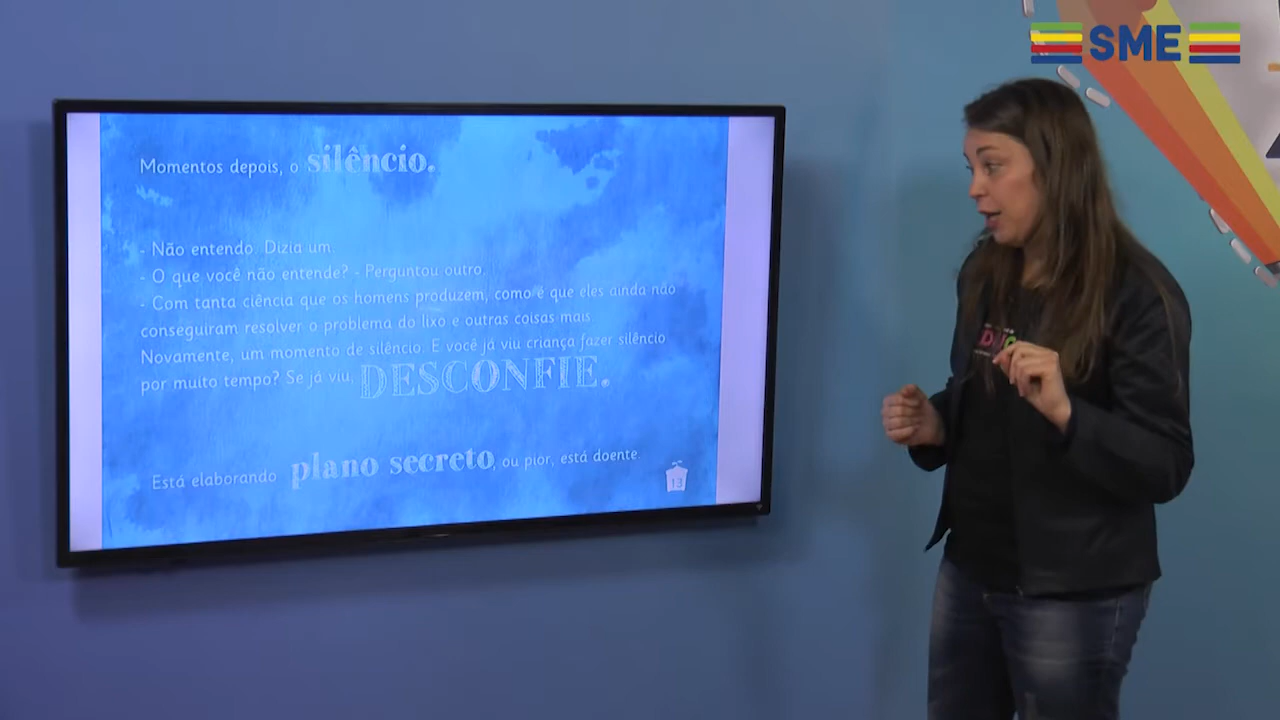 SME
Momentos depois, o silêncio.
- Não entendo. Dizia um.
- O que você não entende? - Perguntou outro.
- Com tanta ciência que os homens produzem, como é que eles ainda não
conseguiram resolver o problema do lixo e outras coisas mais.
Novamente, um momento de silêncio. E você já viu criança fazer silêncio
por muito tempo? Se já viu, DESCONFIE.
Está elaborando plano secreto, ou pior, está doente.
13